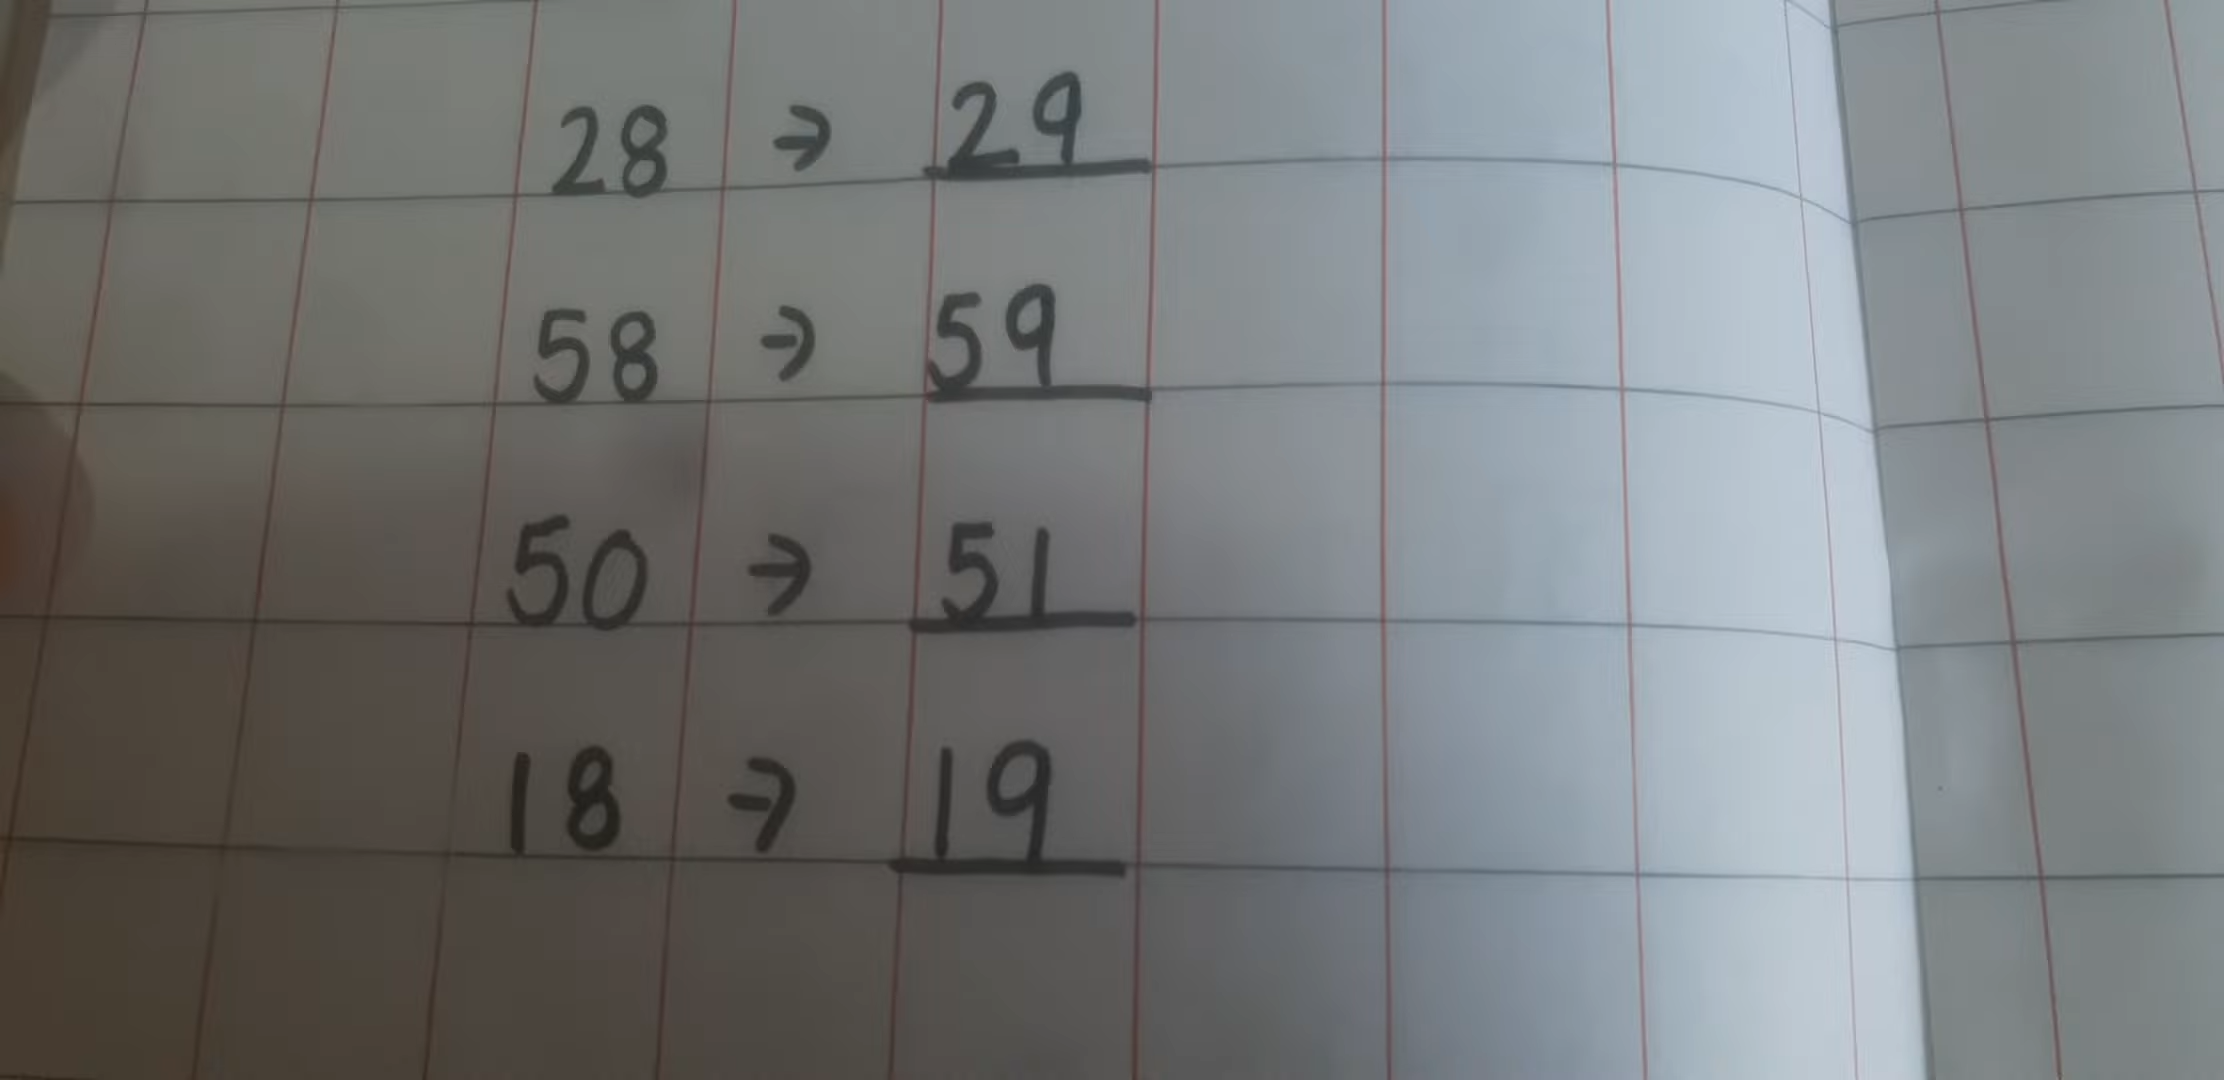 28 → 29
58 → 59
50 → 51
18 → 19